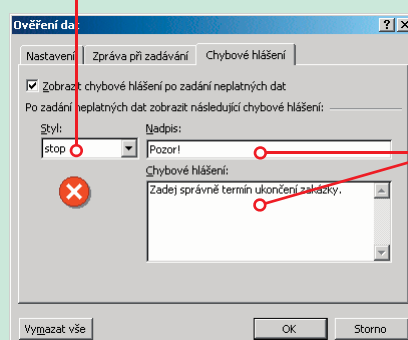 Ověření dat
Nastavení Zpráva při zadávání Chybové hlášení
Zobrazit chybové hlášení po zadání neplatných dat
Po zadání neplatných dat zobrazit následující chybové hlášení:
Styl: Nadpis:
stop Pozor!
Chybové hlášení:
Zadej správně termín ukončení zakázky.
Vymazat vše OK Storno